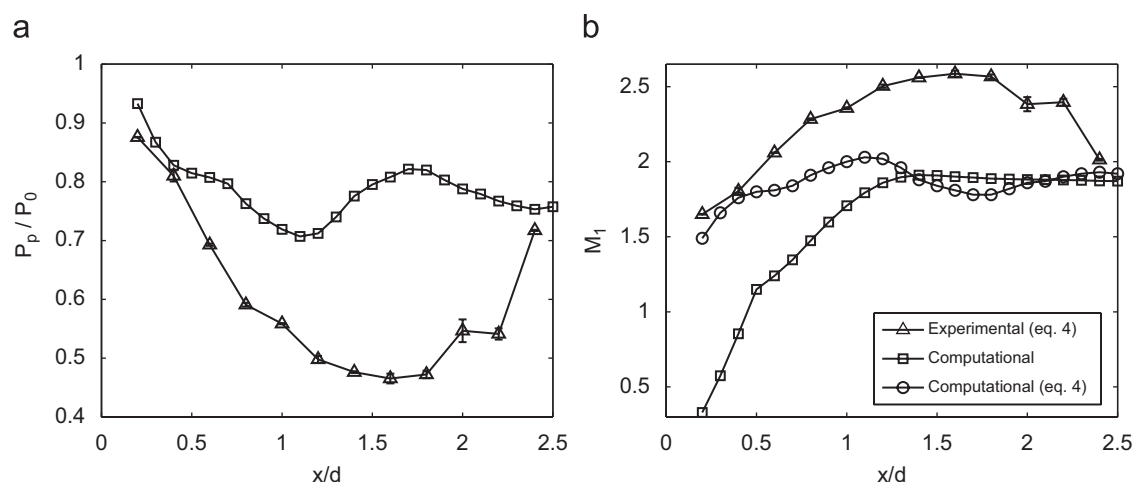 a
1
0.9
0.8
0.7
0.6
0.5
0.4
P_p / P_0
0 0.5 1 1.5 2 2.5
x/d
b
2.5
2
1.5
1
0.5
M_1
0 0.5 1 1.5 2 2.5
x/d
Experimental (eq. 4)
Computational
Computational (eq. 4)